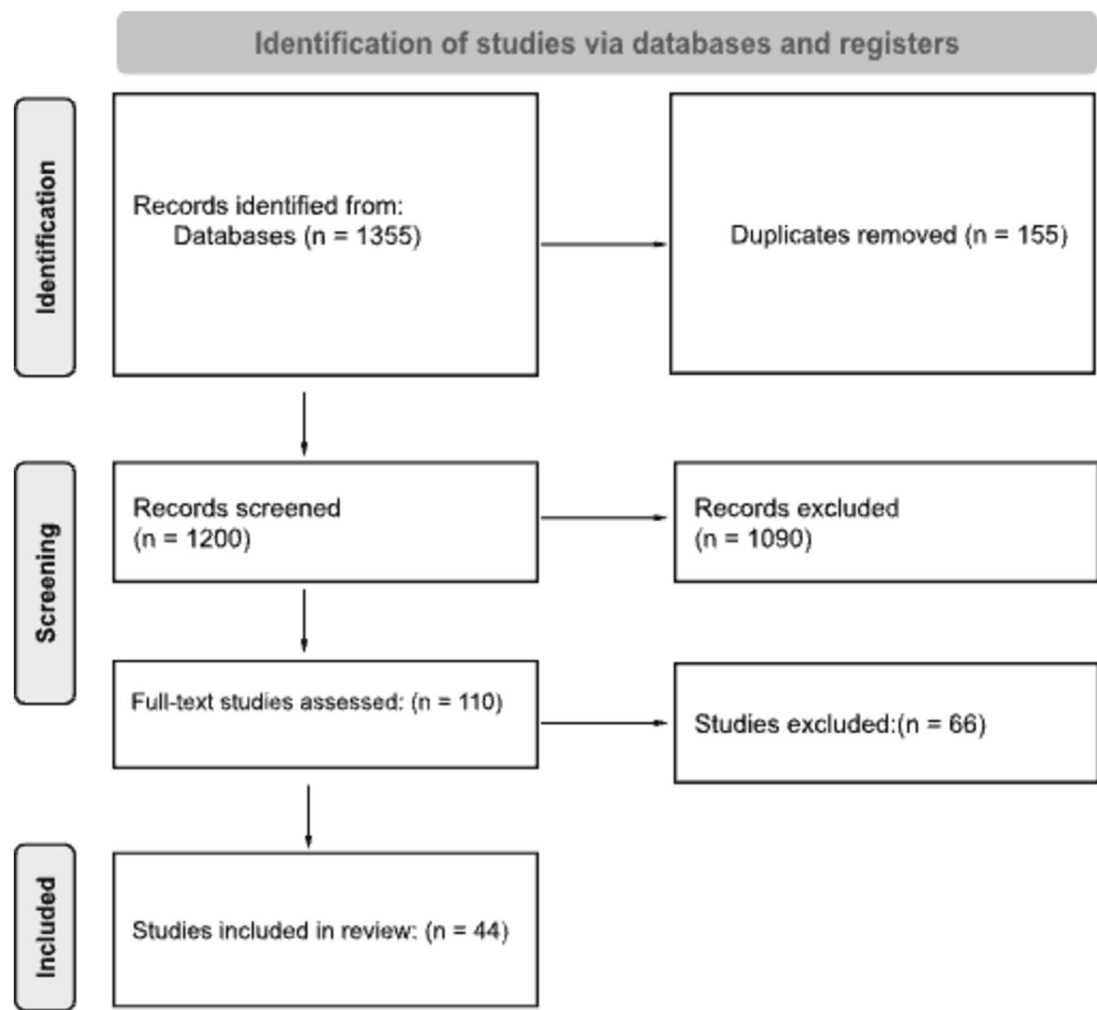 Identification of studies via databases and registers
Identification
Records identified from:
Databases (n = 1355)
Duplicates removed (n = 155)
Screening
Records screened
(n = 1200)
Records excluded
(n = 1090)
Full-text studies assessed: (n = 110)
Studies excluded:(n = 66)
Included
Studies included in review: (n = 44)